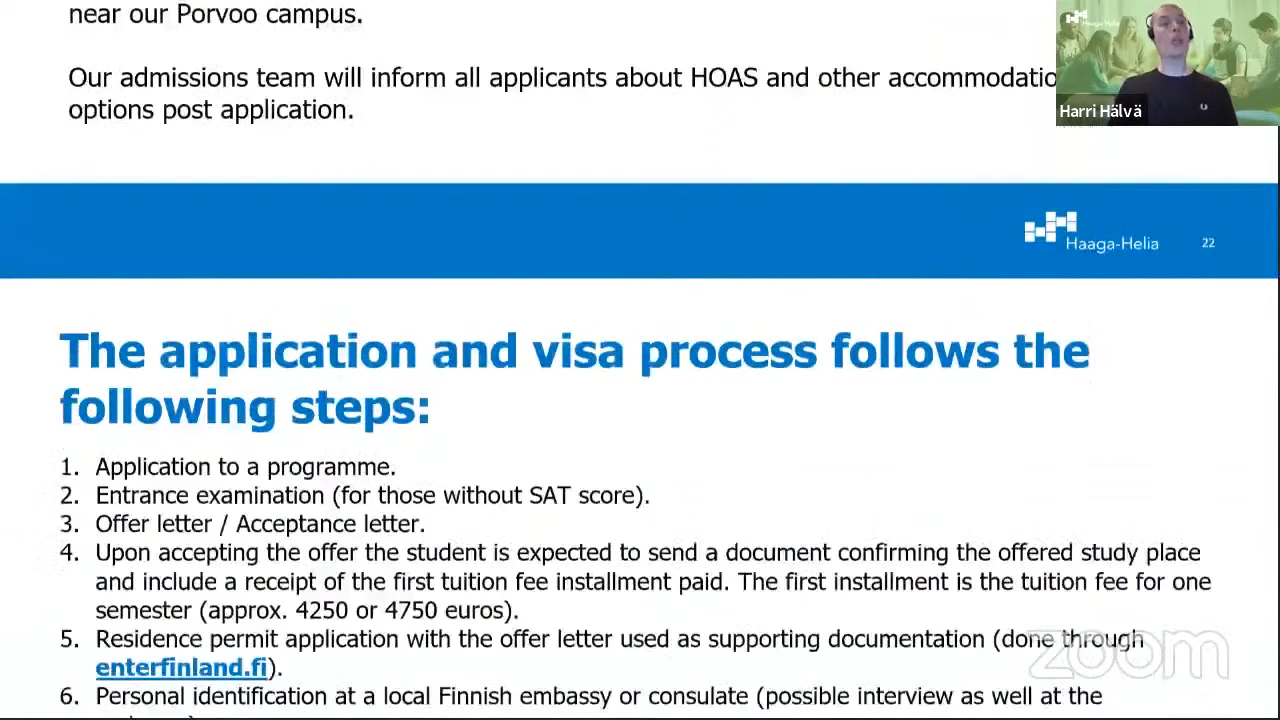 near our Porvoo campus.
Our admissions team will inform all applicants about HOAS and other
options post application.
Haaga-Helia
Harri Hälvä
Haaga-Helia
22
The application and visa process follows the
following steps:
1. Application to a programme.
2. Entrance examination (for those without SAT score).
3. Offer letter / Acceptance letter.
4. Upon accepting the offer the student is expected to send a document confirming the offered study place
and include a receipt of the first tuition fee installment paid. The first installment is the tuition fee for one
semester (approx. 4250 or 4750 euros).
5. Residence permit application with the offer letter used as supporting documentation (done through
enterfinland.fi).
zoom
6. Personal identification at a local Finnish embassy or consulate (possible interview as well at the